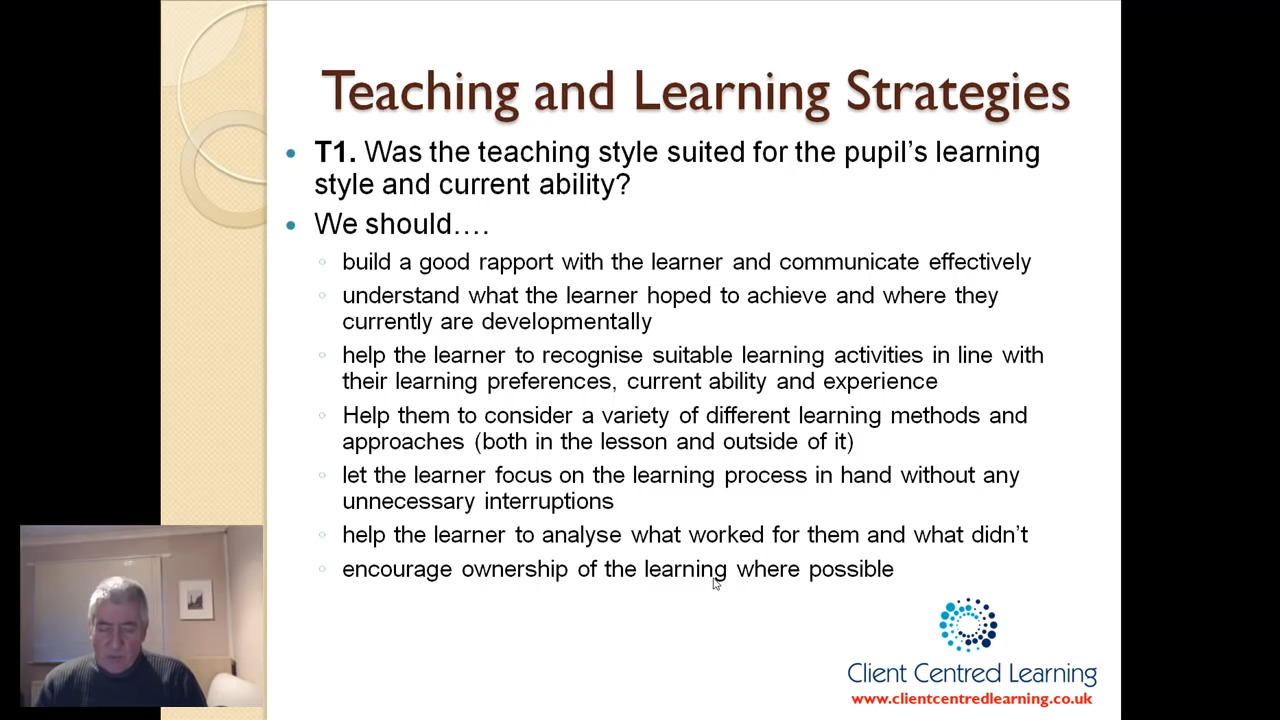 Teaching and Learning Strategies
T1. Was the teaching style suited for the pupil's learning
style and current ability?
We should....
build a good rapport with the learner and communicate effectively
understand what the learner hoped to achieve and where they
currently are developmentally
help the learner to recognise suitable learning activities in line with
their learning preferences, current ability and experience
Help them to consider a variety of different learning methods and
approaches (both in the lesson and outside of it)
let the learner focus on the learning process in hand without any
unnecessary interruptions
help the learner to analyse what worked for them and what didn't
encourage ownership of the learning where possible
Client Centred Learning
www.clientcentredlearning.co.uk